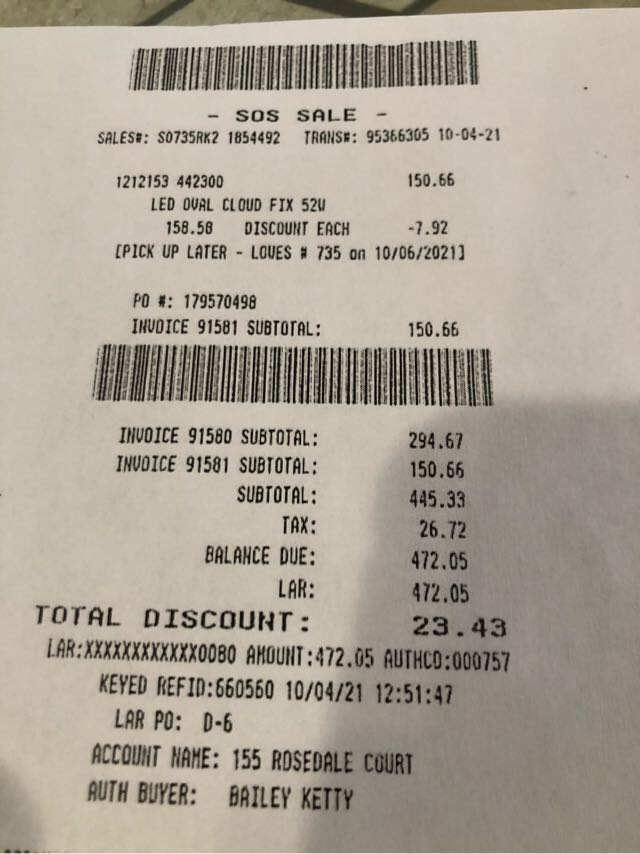 - SOS SALE -
SALES#: S0735RK2 1854492 TRANS#: 95366305 10-04-21
1212153 442300 150.66
LED OVAL CLOUD FIX 52W
158.58 DISCOUNT EACH -7.92
[PICK UP LATER - LOWES # 735 on 10/06/2021]
PO #: 179570498
INVOICE 91581 SUBTOTAL: 150.66
INVOICE 91580 SUBTOTAL: 294.67
INVOICE 91581 SUBTOTAL: 150.66
SUBTOTAL: 445.33
TAX: 26.72
BALANCE DUE: 472.05
LAR: 472.05
TOTAL DISCOUNT: 23.43
LAR:XXXXXXXXXXXX0080 AMOUNT:472.05 AUTHCD:000757
KEYED REFID:660560 10/04/21 12:51:47
LAR PO: D-6
ACCOUNT NAME: 155 ROSEDALE COURT
AUTH BUYER: BAILEY KETTY